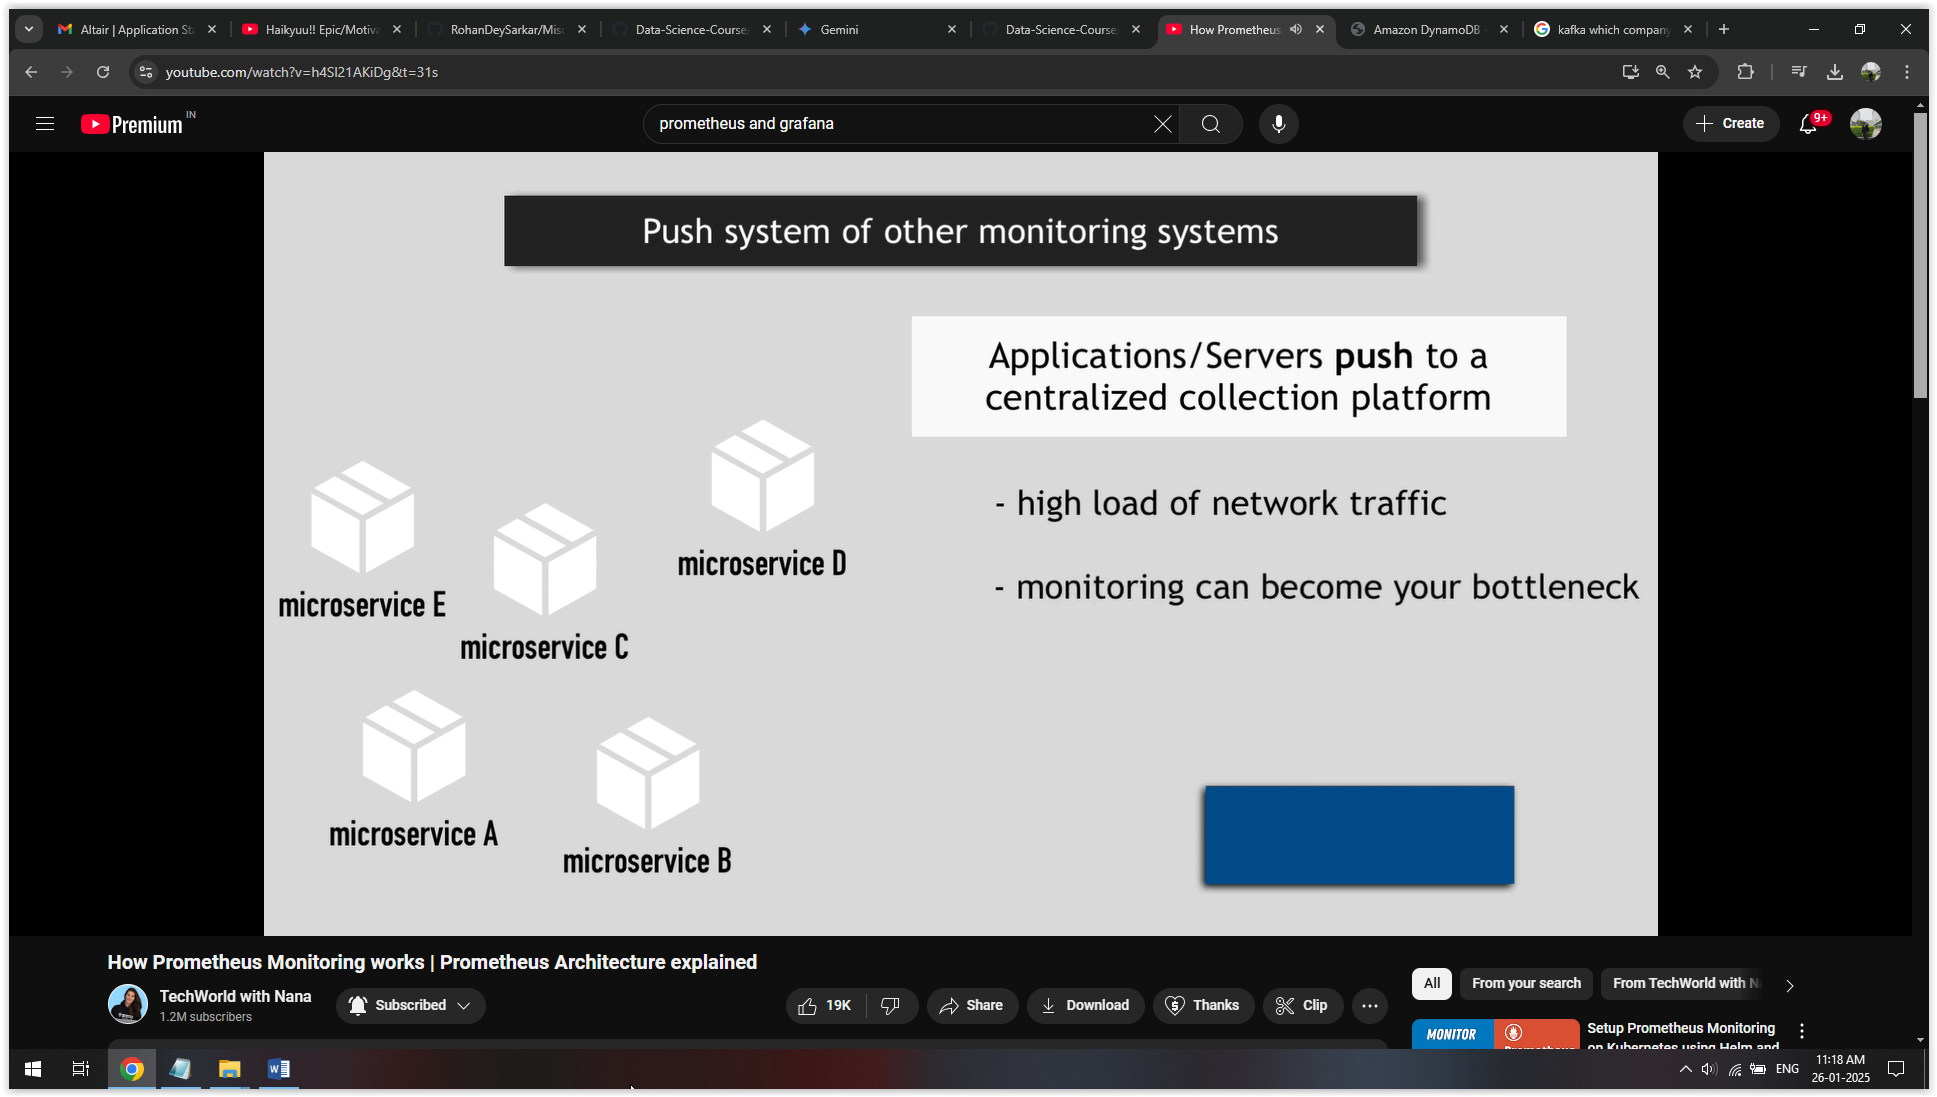 Altair | Application Sta
Haikyuu!! Epic/Motiva
RohanDeySarkar/Misc
Data-Science-Course/
Gemini
Data-Science-Course/
How Prometheus
Amazon DynamoDB
kafka which company
youtube.com/watch?v=h4Sl21AKiDg&t=31s
Premium IN
prometheus and grafana
Create
9+
Push system of other monitoring systems
Applications/Servers push to a
centralized collection platform
- high load of network traffic
- monitoring can become your bottleneck
microservice D
microservice E
microservice C
microservice A
microservice B
How Prometheus Monitoring works | Prometheus Architecture explained
TechWorld with Nana
1.2M subscribers
Subscribed
19K
Share
Download
Thanks
Clip
All
From your search
From TechWorld with Na
MONITOR
Prometheus
Setup Prometheus Monitoring
on Kubernetes using Helm and
ENG
11:18 AM
26-01-2025